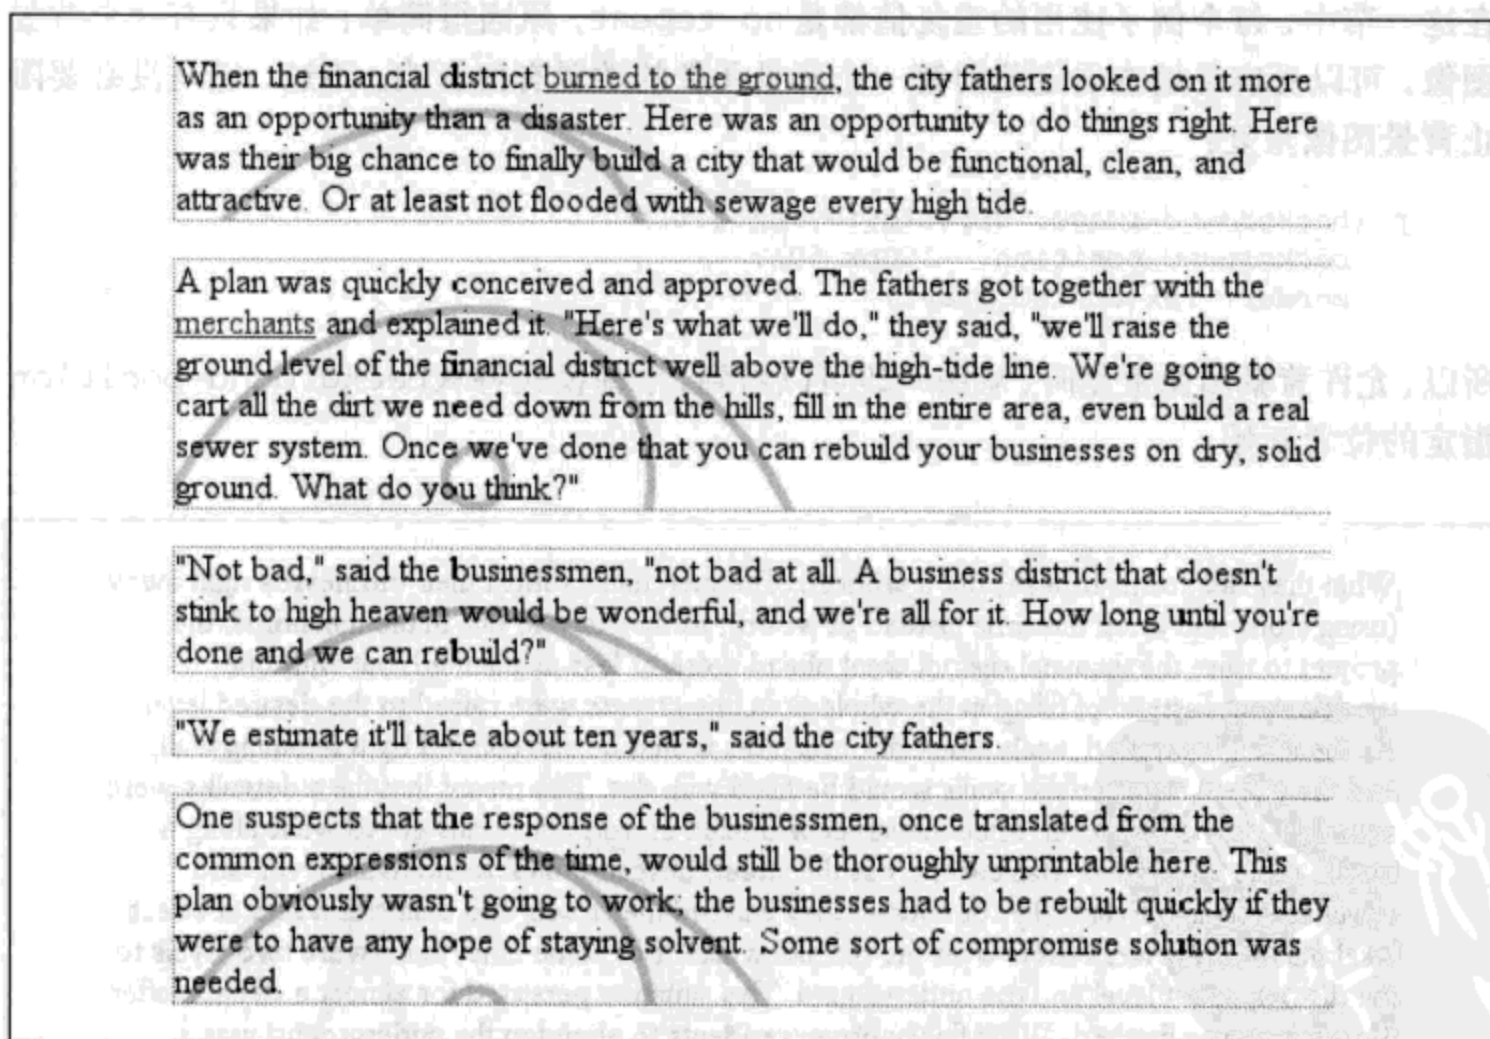 When the financial district burned to the ground, the city fathers looked on it more
as an opportunity than a disaster. Here was an opportunity to do things right. Here
was their big chance to finally build a city that would be functional, clean, and
attractive. Or at least not flooded with sewage every high tide.
A plan was quickly conceived and approved. The fathers got together with the
merchants and explained it. "Here's what we'll do," they said, "we'll raise the
ground level of the financial district well above the high-tide line. We're going to
cart all the dirt we need down from the hills, fill in the entire area, even build a real
sewer system. Once we've done that you can rebuild your businesses on dry, solid
ground. What do you think?"
"Not bad," said the businessmen, "not bad at all. A business district that doesn't
stink to high heaven would be wonderful, and we're all for it. How long until you're
done and we can rebuild?"
"We estimate it'll take about ten years," said the city fathers.
One suspects that the response of the businessmen, once translated from the
common expressions of the time, would still be thoroughly unprintable here. This
plan obviously wasn't going to work; the businesses had to be rebuilt quickly if they
were to have any hope of staying solvent. Some sort of compromise solution was
needed.